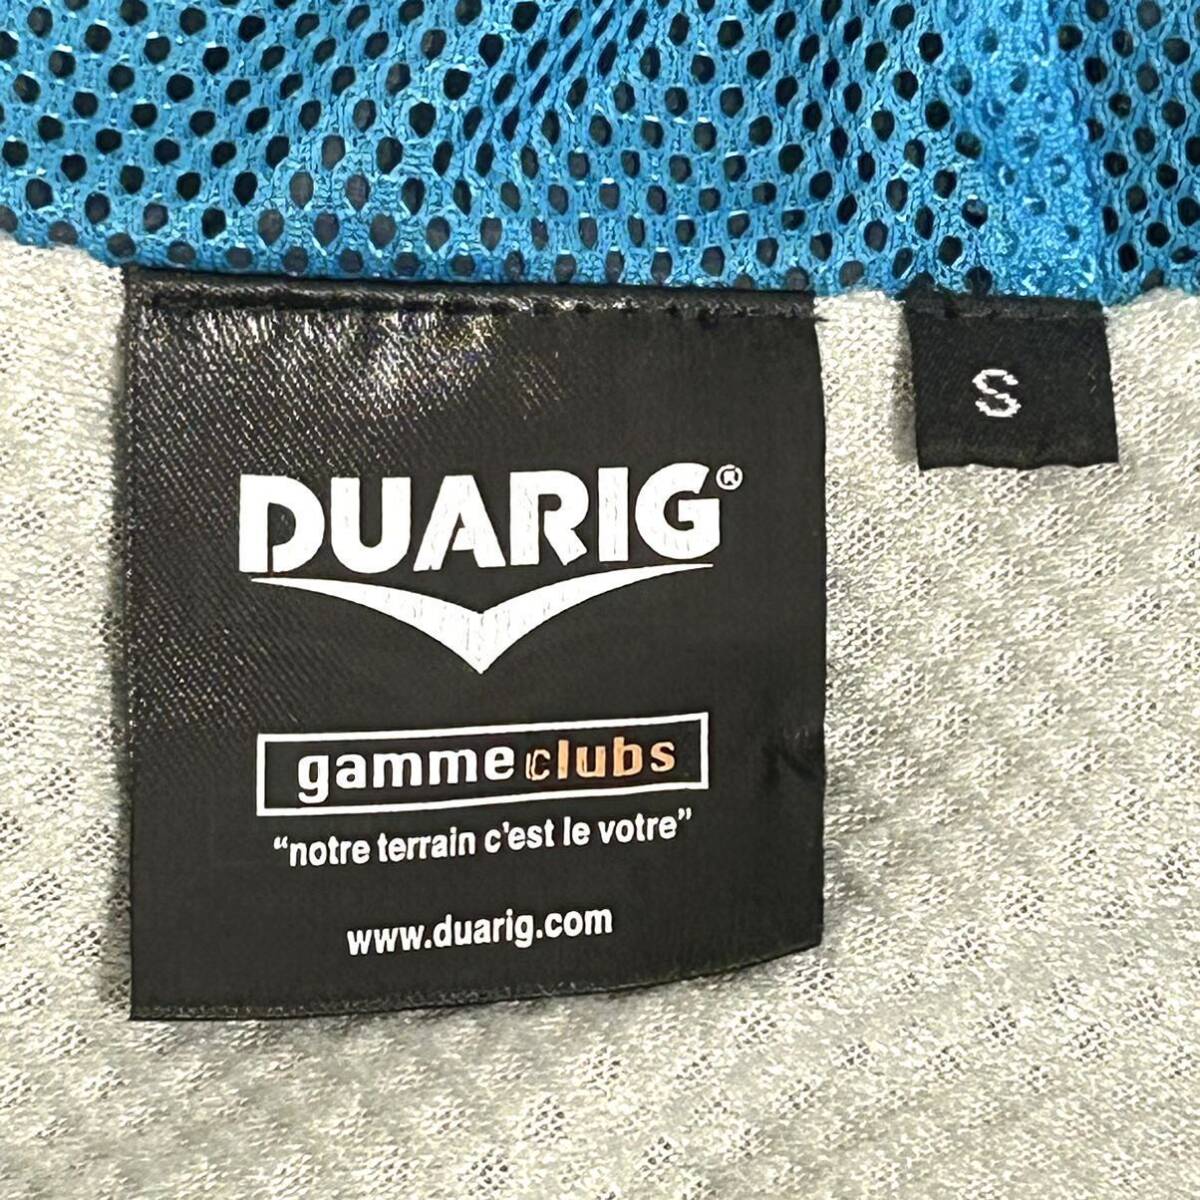 DUARIG®
S
gamme clubs
“notre terrain c'est le votre”
www.duarig.com